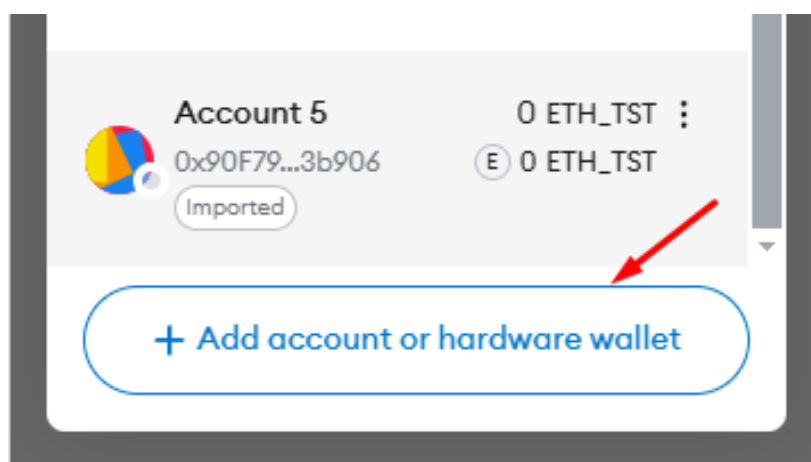 Account 5 0 ETH_TST
0x90F79...3b906 E 0 ETH_TST
Imported
+ Add account or hardware wallet